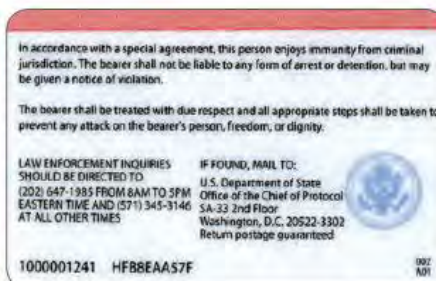 In accordance with a special agreement, this person enjoys immunity from criminal
jurisdiction. The bearer shall not be liable to any form of arrest or detention, but may
be given a notice of violation.
The bearer shall be treated with due respect and all appropriate steps shall be taken to
prevent any attack on the bearer's person, freedom, or dignity.
LAW ENFORCEMENT INQUIRIES
SHOULD BE DIRECTED TO
(202) 647-1985 FROM 8AM TO 5PM
EASTERN TIME AND (571) 345-3146
AT ALL OTHER TIMES
IF FOUND, MAIL TO:
U.S. Department of State
Office of the Chief of Protocol
SA-33 2nd Floor
Washington, D.C. 20522-3302
Return postage guaranteed
1000001241 HFB8EAA57F
002
A01